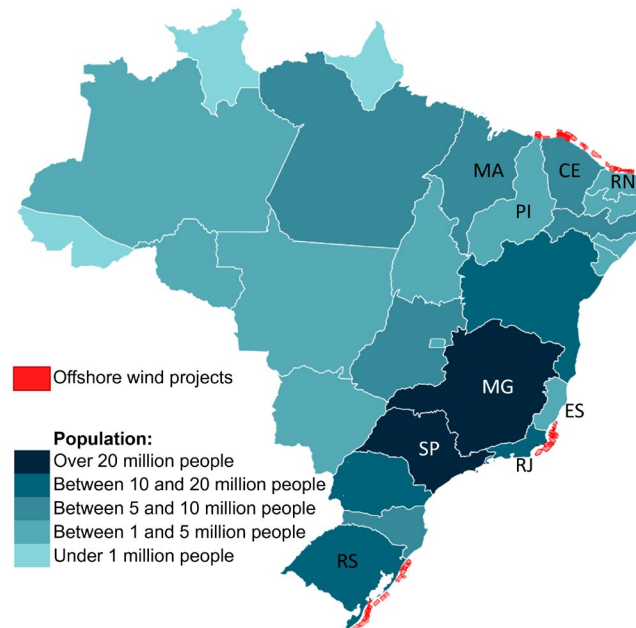 MA
CE
RN
PI
Offshore wind projects
MG
ES
Population:
Over 20 million people
SP
RJ
Between 10 and 20 million people
Between 5 and 10 million people
Between 1 and 5 million people
Under 1 million people
RS